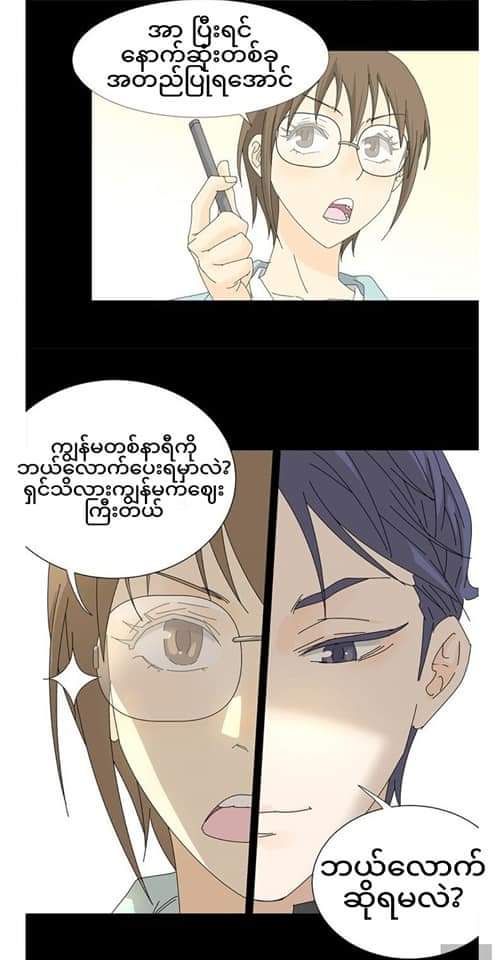 အာ ပြီးရင်
နောက်ဆုံးတစ်ခု
အတည်ပြုရအောင်
ကျွန်မတစ်နာရီကို
ဘယ်လောက်ပေးရမှာလဲ?
ရှင်သိလားကျွန်မကဈေး
ကြီးတယ်
ဘယ်လောက်
ဆိုရမလဲ?